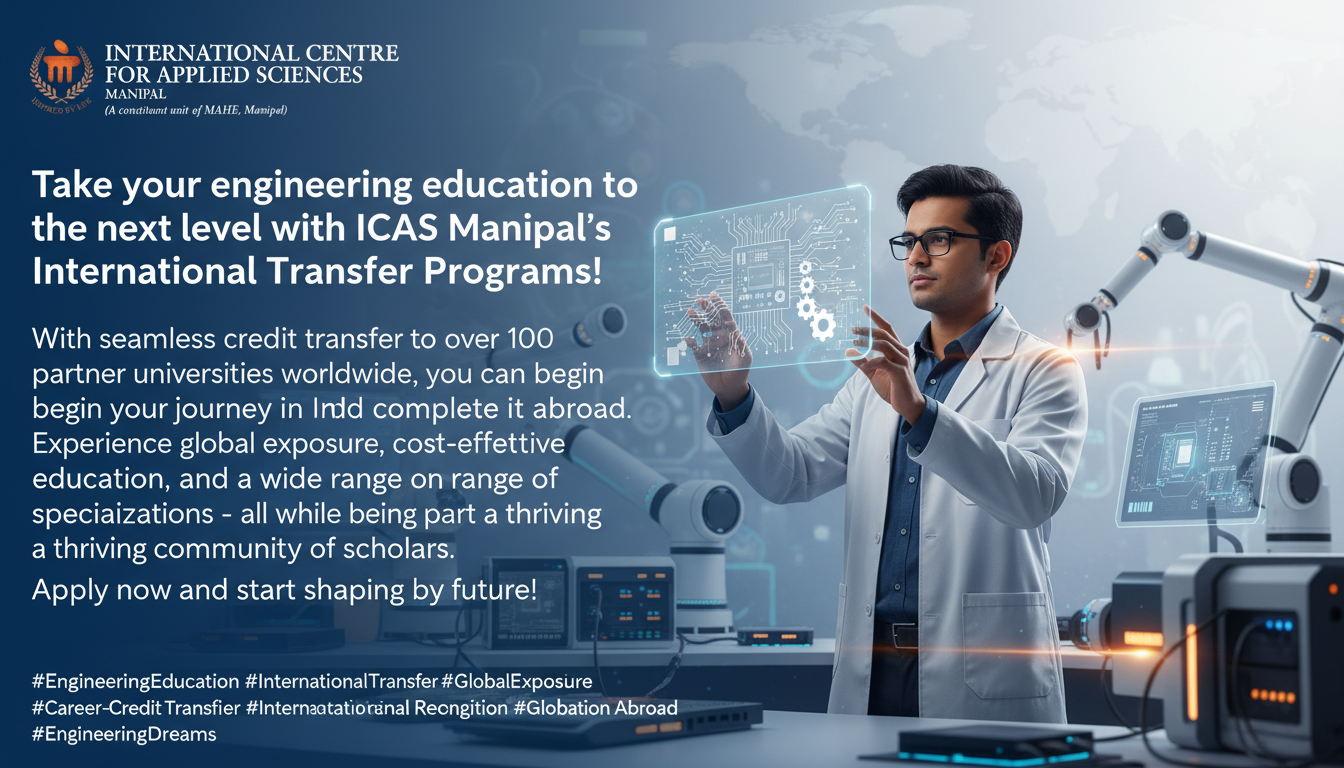 INTERNATIONAL CENTRE
FOR APPLIED SCIENCES
MANIPAL
(A constituent unit of MAHE, Manipal)
Take your engineering education to
the next level with ICAS Manipal's
International Transfer Programs!
With seamless credit transfer to over 100
partner universities worldwide, you can begin
begin your journey in Indd complete it abroad.
Experience global exposure, cost-effettive
education, and a wide range on range of
speciaizations - all while being part a thriving
a thriving community of scholars.
Apply now and start shaping by future!
#EngineeringEducation #InternationalTransfer #GlobalExposure
#Career-Credit Transfier #Internaatational Recngition #Globation Abroad
#EngineeringDreams